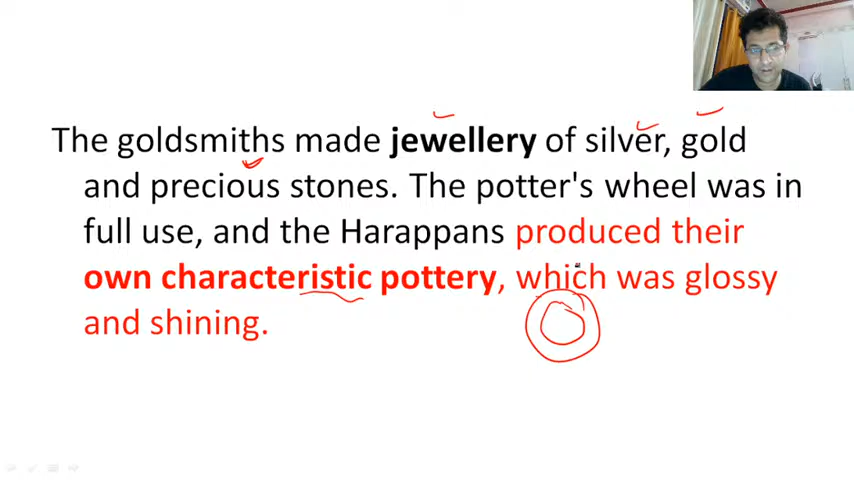 The goldsmiths made jewellery of silver, gold
and precious stones. The potter's wheel was in
full use, and the Harappans produced their
own characteristic pottery, which was glossy
and shining.